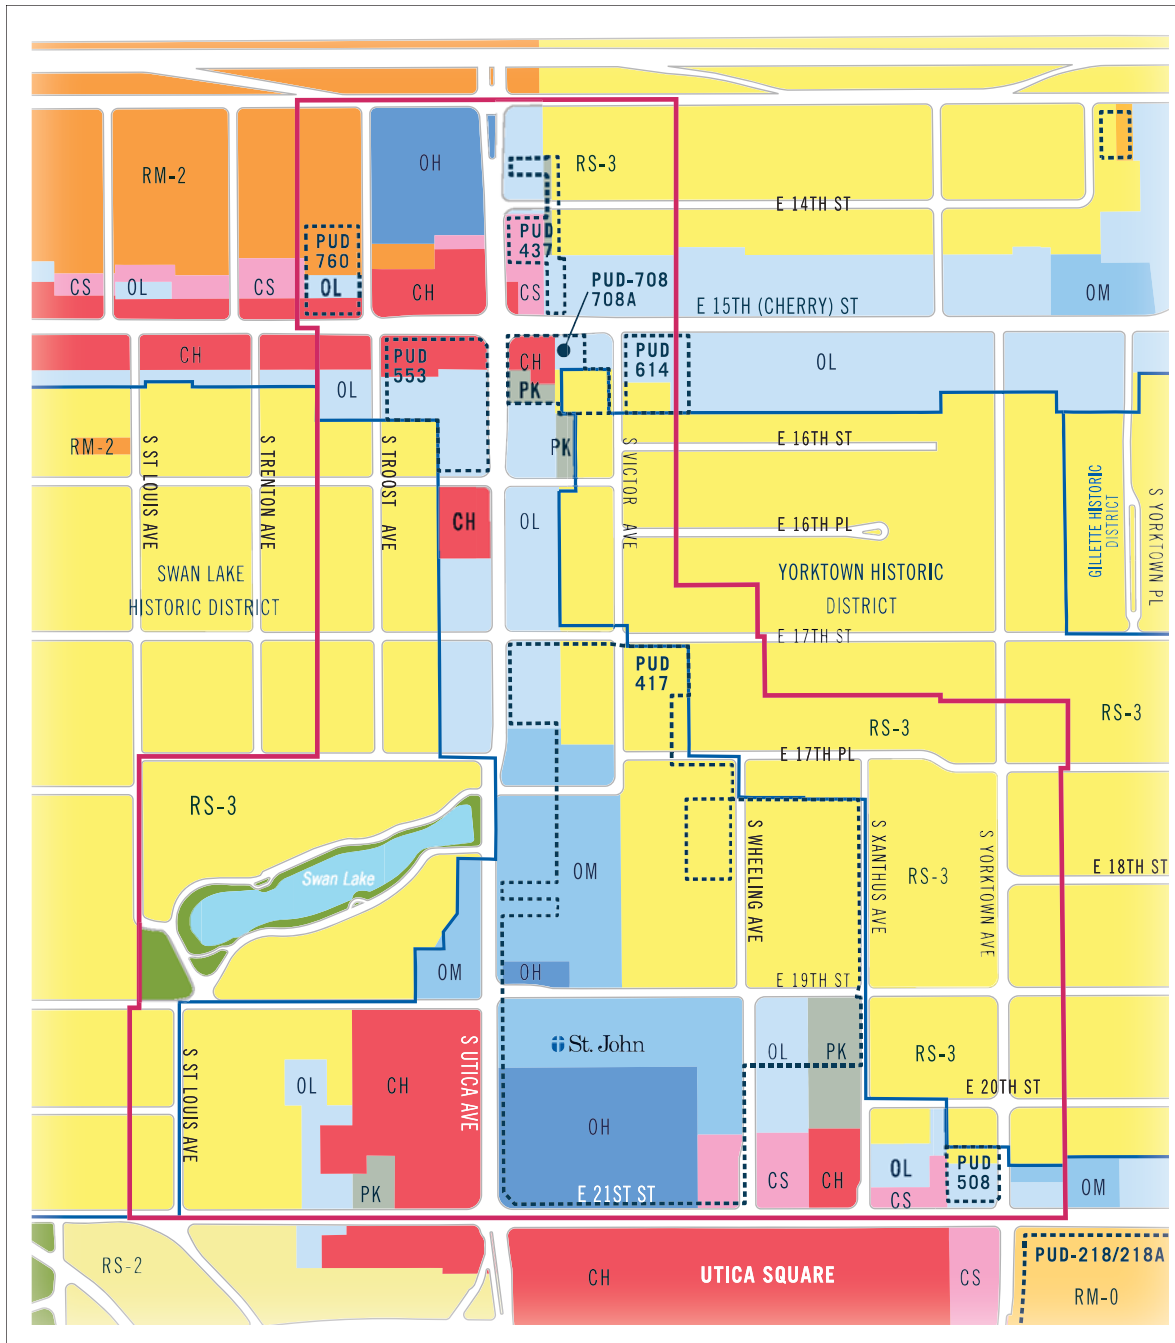 RM-2
OH
RS-3
E 14TH ST
PUD
760
PUD
437
CS
OL
CS
OL
CH
CS
PUD-708
708A
E 15TH (CHERRY) ST
OM
CH
PUD
553
OL
CH
PK
PUD
614
OL
RM-2
S ST LOUIS AVE
S TRENTON AVE
S TROOST AVE
PK
S VICTOR AVE
E 16TH ST
GILLETTE HISTORIC
DISTRICT
S YORKTOWN PL
CH
OL
E 16TH PL
SWAN LAKE
HISTORIC DISTRICT
YORKTOWN HISTORIC
DISTRICT
E 17TH ST
PUD
417
RS-3
RS-3
E 17TH PL
RS-3
Swan Lake
OM
S WHEELING AVE
S XANTHUS AVE
RS-3
S YORKTOWN AVE
E 18TH ST
OM
OH
E 19TH ST
S ST LOUIS AVE
OL
CH
S UTICA AVE
St. John
OL
PK
RS-3
E 20TH ST
OH
PK
E 21ST ST
CS
CH
OL
CS
PUD
508
OM
RS-2
CH
UTICA SQUARE
CS
PUD-218/218A
RM-0